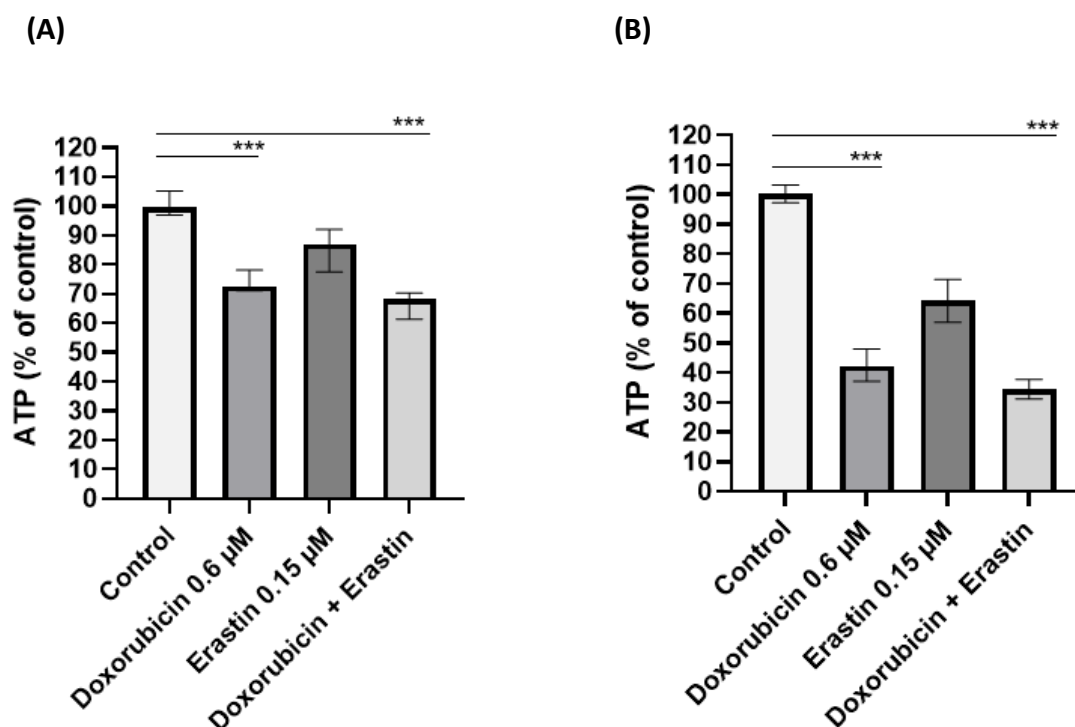 (A)
***
***
ATP (% of control)
120
110
100
90
80
70
60
50
40
30
20
10
0
Control
Doxorubicin 0.6 µM
Erastin 0.15 µM
Doxorubicin + Erastin
(B)
***
***
ATP (% of control)
120
110
100
90
80
70
60
50
40
30
20
10
0
Control
Doxorubicin 0.6 µM
Erastin 0.15 µM
Doxorubicin + Erastin